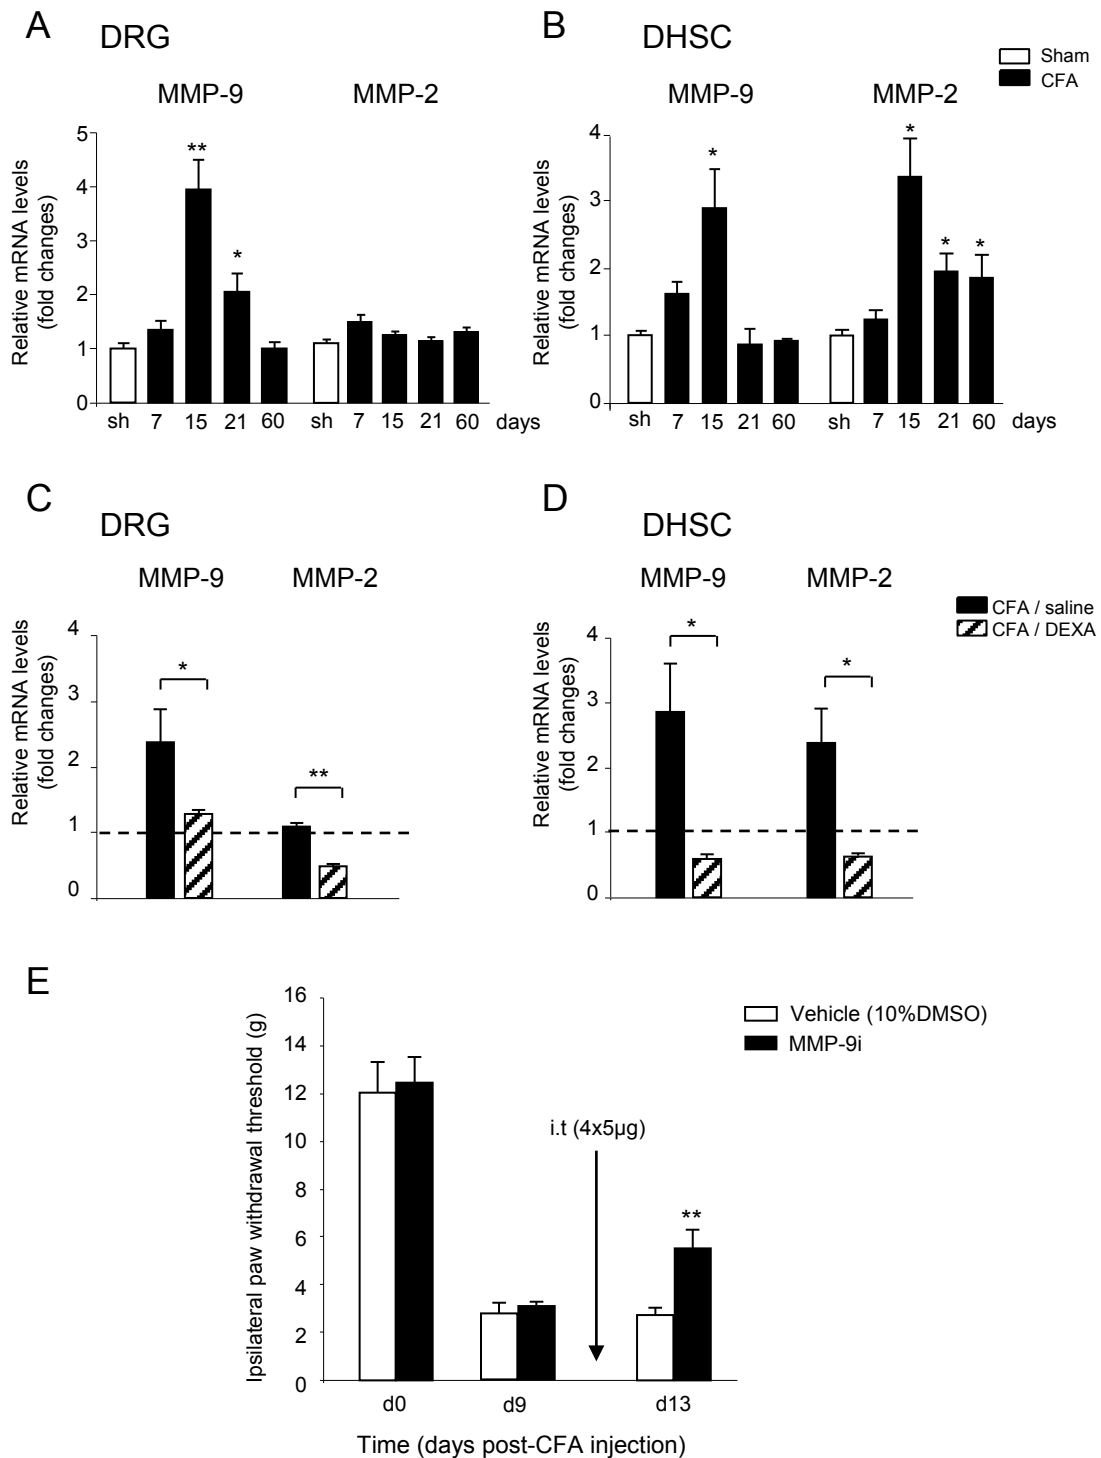 A DRG
B DHSC
Sham
CFA
MMP-9 MMP-2
MMP-9 MMP-2
Relative mRNA levels
(fold changes)
5
4
3
2
1
0
** *
sh 7 15 21 60 sh 7 15 21 60 days
Relative mRNA levels
(fold changes)
4
3
2
1
0
* * * *
sh 7 15 21 60 sh 7 15 21 60 days
C DRG
D DHSC
MMP-9 MMP-2
MMP-9 MMP-2
CFA / saline
CFA / DEXA
Relative mRNA levels
(fold changes)
4
3
2
1
0
* **
Relative mRNA levels
(fold changes)
4
3
2
1
0
* *
E
Vehicle (10%DMSO)
MMP-9i
Ipsilateral paw withdrawal threshold (g)
16
14
12
10
8
6
4
2
0
i.t (4x5µg)
**
d0 d9 d13
Time (days post-CFA injection)